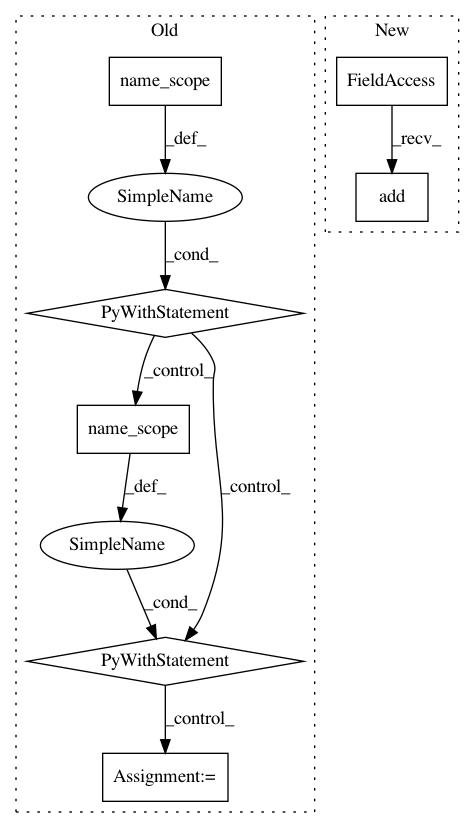 Old
New
name_scope
FieldAccess
_def_
_recv_
SimpleName
add
_cond_
PyWithStatement
_control_
name_scope
_control_
_def_
SimpleName
_cond_
PyWithStatement
_control_
Assignment:=